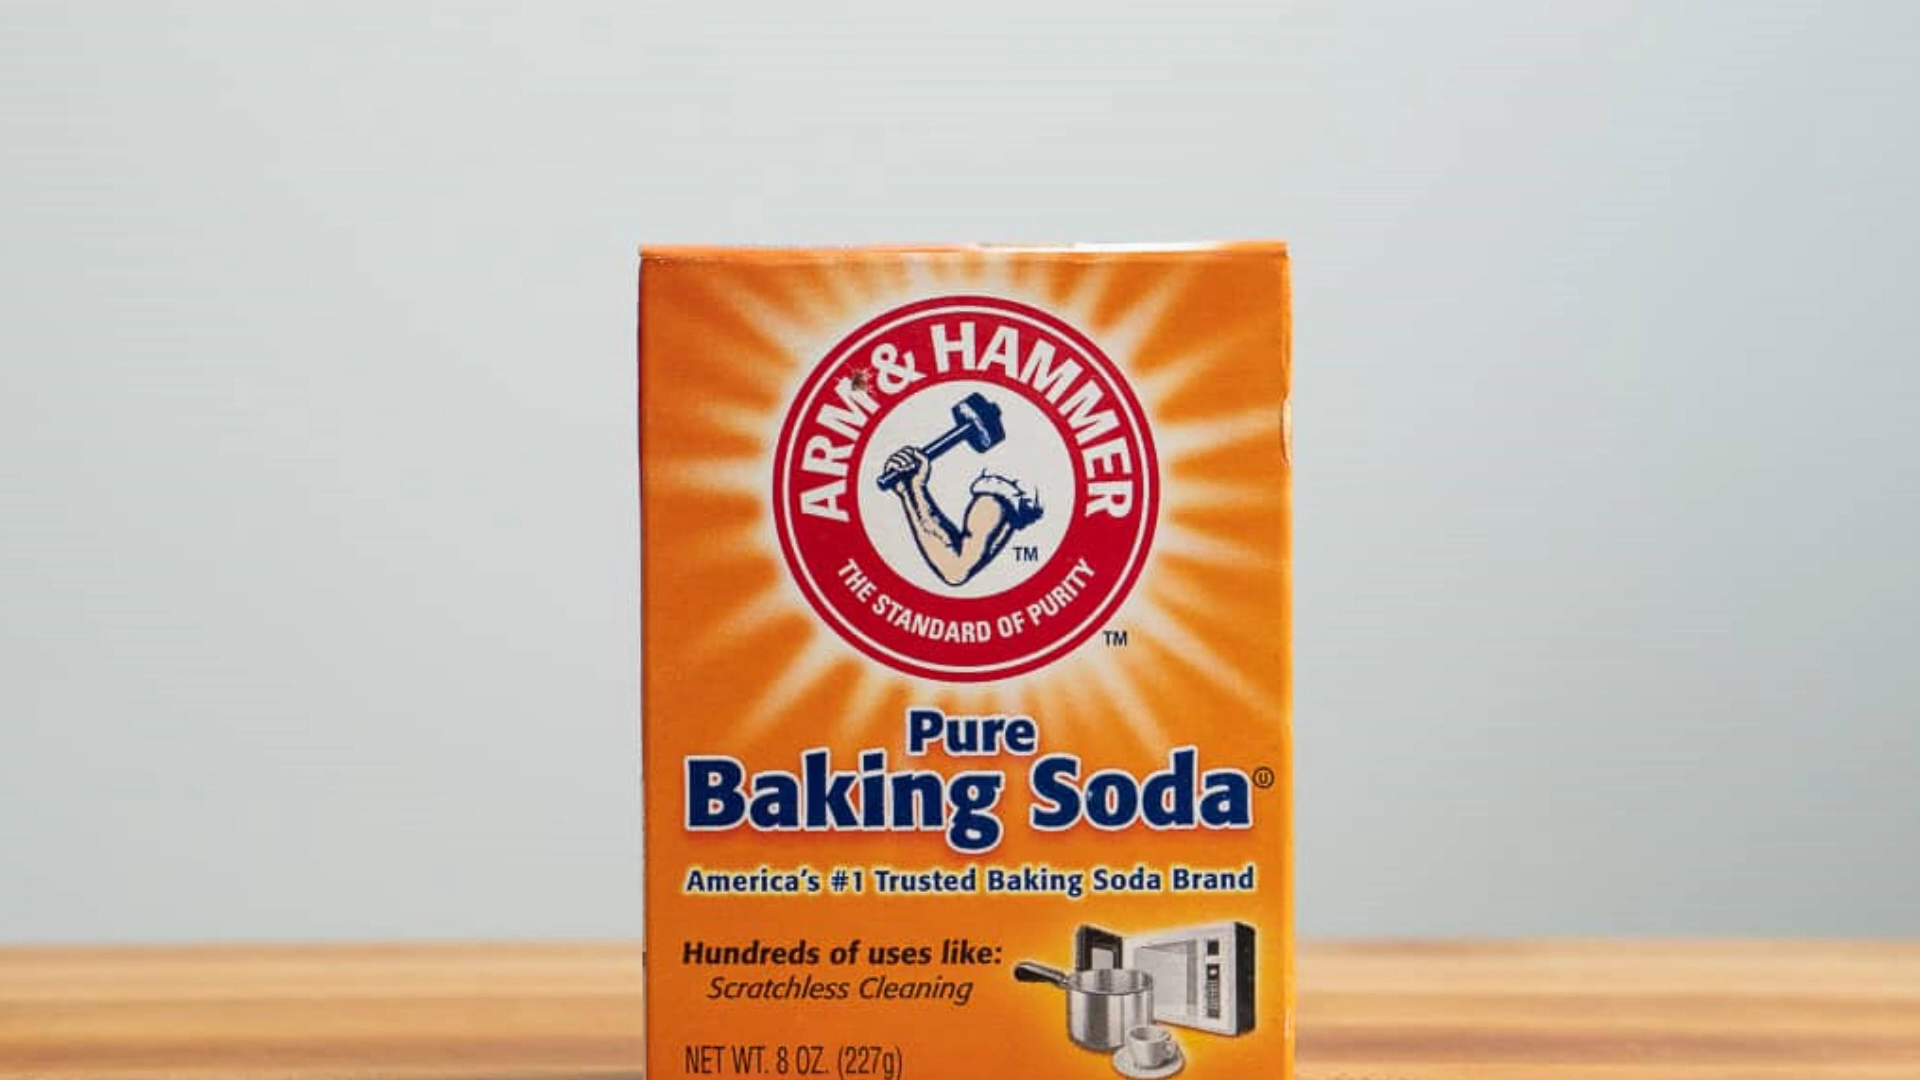 ARM & HAMMER
TM
THE STANDARD OF PURITY
TM
Pure
Baking Soda
America's #1 Trusted Baking Soda Brand
Hundreds of uses like:
Scratchless Cleaning
NET WT. 8 OZ. (227g)